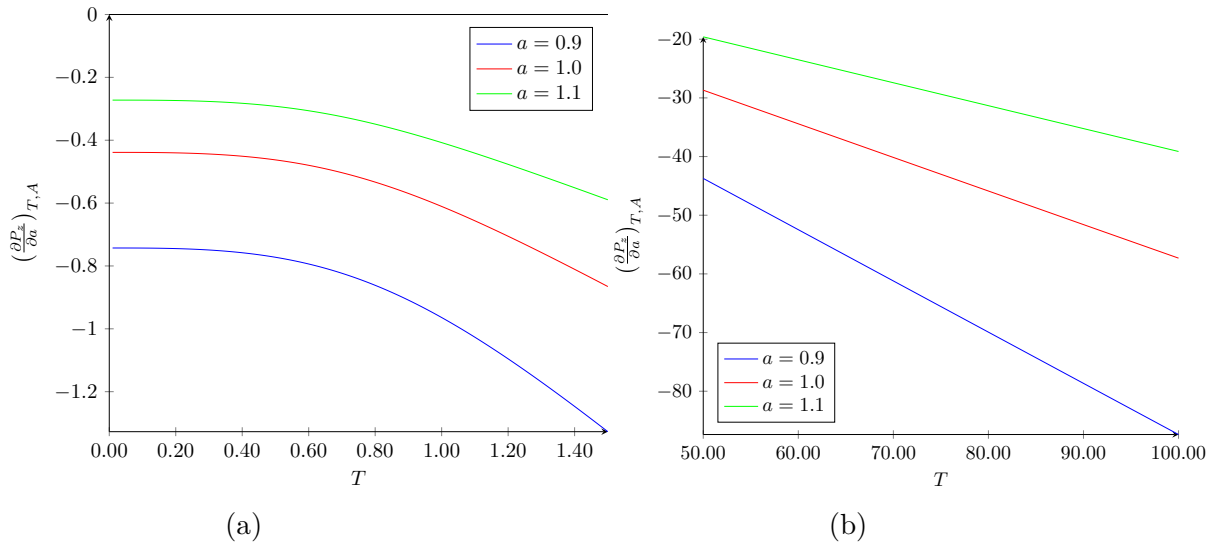 0
−0.2
−0.4
−0.6
−0.8
−1
−1.2
0.00 0.20 0.40 0.60 0.80 1.00 1.20 1.40
T
(∂P_z/∂a)_{T,A}
a = 0.9
a = 1.0
a = 1.1
(a)
−20
−30
−40
−50
−60
−70
−80
50.00 60.00 70.00 80.00 90.00 100.00
T
(∂P_z/∂a)_{T,A}
a = 0.9
a = 1.0
a = 1.1
(b)